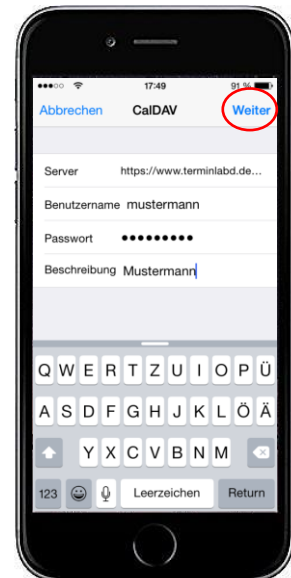 17:49 91 %
Abbrechen CalDAV Weiter
Server https://www.terminlabd.de...
Benutzername mustermann
Passwort •••••••••
Beschreibung Mustermann
Q W E R T Z U I O P Ü
A S D F G H J K L Ö Ä
Y X C V B N M
123 Leerzeichen Return